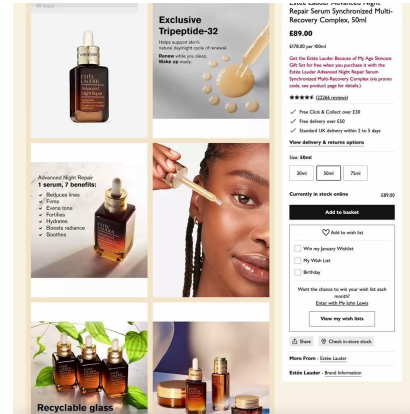 Exclusive
Tripeptide-32
Helps support skin's
natural day/night cycle of renewal.
Renew while you sleep.
Wake up ready.
ESTĒE
LAUDER
Advanced
Night Repair
Advanced Night Repair
1 serum, 7 benefits:
✓ Reduces lines
✓ Firms
✓ Evens tone
✓ Fortifies
✓ Hydrates
✓ Boosts radiance
✓ Soothes
Recyclable glass
Estée Lauder Advanced Night
Repair Serum Synchronized Multi-
Recovery Complex, 50ml
£89.00
£178.00 per 100ml
Get the Estée Lauder Because of My Age Skincare
Gift Set for free when you purchase it with the
Estée Lauder Advanced Night Repair Serum
Synchronized Multi-Recovery Complex (via promo
code, see product page for details.)
(22266 reviews)
✓ Free Click & Collect over £30
✓ Free delivery over £50
✓ Standard UK delivery within 2 to 5 days
View delivery & returns options
Size: 50ml
30ml
50ml
75ml
Currently in stock online £89.00
Add to basket
Add to wish list
Win my January Wishlist
My Wish List
Birthday
Want the chance to win your wish list each
month?
Enter with My John Lewis
View my wish lists
Share
Check in-store stock
More From - Estée Lauder
Estée Lauder - Brand Information